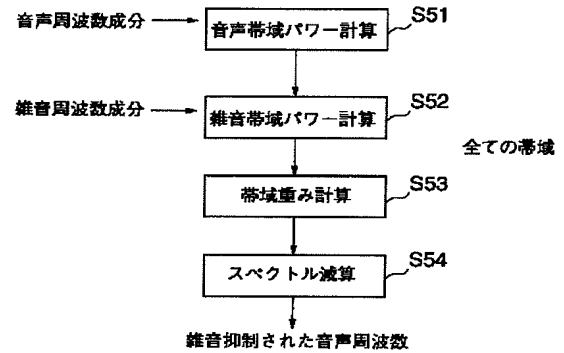 音声周波数成分
音声帯域パワー計算
S51
雑音周波数成分
雑音帯域パワー計算
S52
全ての帯域
帯域重み計算
S53
スペクトル減算
S54
雑音抑制された音声周波数